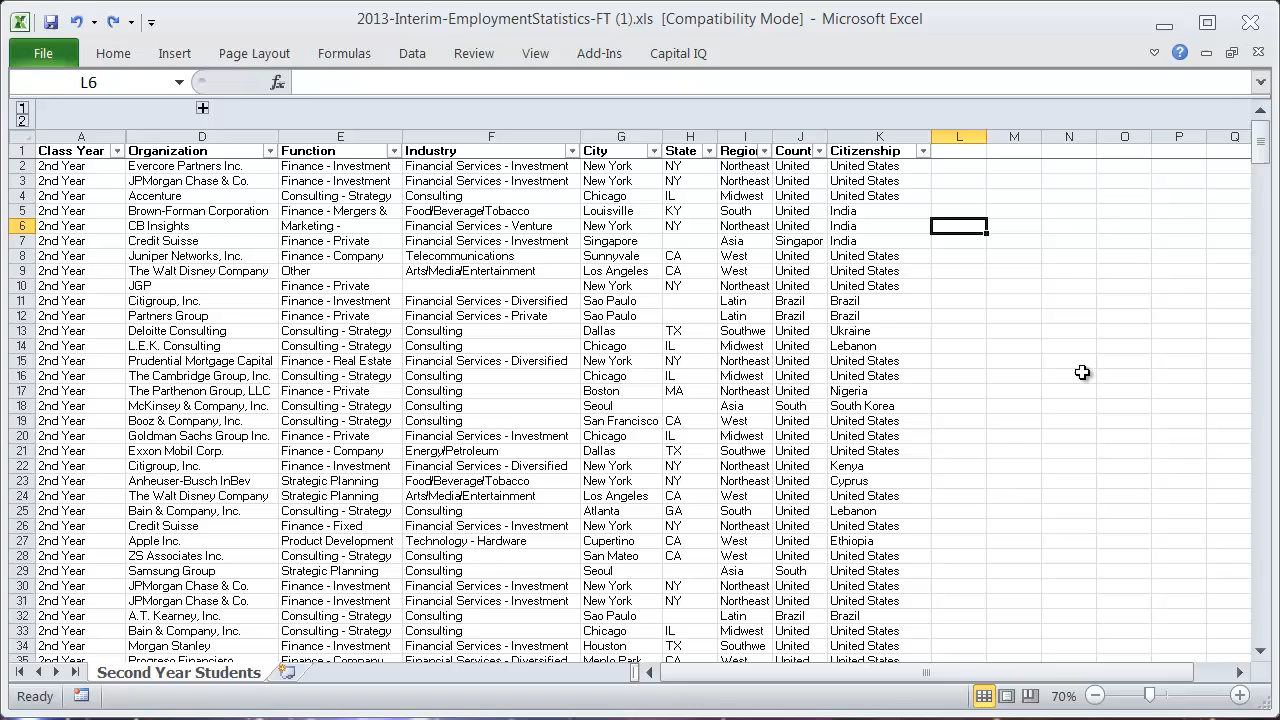 2013-Interim-EmploymentStatistics-FT (1).xls [Compatibility Mode] - Microsoft Excel
File Home Insert Page Layout Formulas Data Review View Add-Ins Capital IQ
L6 fx
1
2
A D E F G H I J K L M N O P Q
1 Class Year Organization Function Industry City State Region Count Citizenship
2 2nd Year Evercore Partners Inc. Finance - Investment Financial Services - Investment New York NY Northeast United United States
3 2nd Year JPMorgan Chase & Co. Finance - Investment Financial Services - Investment New York NY Northeast United United States
4 2nd Year Accenture Consulting - Strategy Consulting Chicago IL Midwest United United States
5 2nd Year Brown-Forman Corporation Finance - Mergers & Food/Beverage/Tobacco Louisville KY South United India
6 2nd Year CB Insights Marketing - Financial Services - Venture New York NY Northeast United India
7 2nd Year Credit Suisse Finance - Private Financial Services - Investment Singapore Asia Singapor India
8 2nd Year Juniper Networks, Inc. Finance - Company Telecommunications Sunnyvale CA West United United States
9 2nd Year The Walt Disney Company Other Arts/Media/Entertainment Los Angeles CA West United United States
10 2nd Year JGP Finance - Private New York NY Northeast United United States
11 2nd Year Citigroup, Inc. Finance - Investment Financial Services - Diversified Sao Paulo Latin Brazil Brazil
12 2nd Year Partners Group Finance - Private Financial Services - Private Sao Paulo Latin Brazil Brazil
13 2nd Year Deloitte Consulting Consulting - Strategy Consulting Dallas TX Southwe United Ukraine
14 2nd Year L.E.K. Consulting Consulting - Strategy Consulting Chicago IL Midwest United Lebanon
15 2nd Year Prudential Mortgage Capital Finance - Real Estate Financial Services - Diversified New York NY Northeast United United States
16 2nd Year The Cambridge Group, Inc. Consulting - Strategy Consulting Chicago IL Midwest United United States
17 2nd Year The Parthenon Group, LLC Finance - Private Consulting Boston MA Northeast United Nigeria
18 2nd Year McKinsey & Company, Inc. Consulting - Strategy Consulting Seoul Asia South South Korea
19 2nd Year Booz & Company, Inc. Consulting - Strategy Consulting San Francisco CA West United United States
20 2nd Year Goldman Sachs Group Inc. Finance - Private Financial Services - Investment Chicago IL Midwest United United States
21 2nd Year Exxon Mobil Corp. Finance - Company Energy/Petroleum Dallas TX Southwe United United States
22 2nd Year Citigroup, Inc. Finance - Investment Financial Services - Diversified New York NY Northeast United Kenya
23 2nd Year Anheuser-Busch InBev Strategic Planning Food/Beverage/Tobacco New York NY Northeast United Cyprus
24 2nd Year The Walt Disney Company Strategic Planning Arts/Media/Entertainment Los Angeles CA West United United States
25 2nd Year Bain & Company, Inc. Consulting - Strategy Consulting Atlanta GA South United Lebanon
26 2nd Year Credit Suisse Finance - Fixed Financial Services - Investment New York NY Northeast United United States
27 2nd Year Apple Inc. Product Development Technology - Hardware Cupertino CA West United Ethiopia
28 2nd Year ZS Associates Inc. Consulting - Strategy Consulting San Mateo CA West United United States
29 2nd Year Samsung Group Strategic Planning Consulting Seoul Asia South United States
30 2nd Year JPMorgan Chase & Co. Finance - Investment Financial Services - Investment New York NY Northeast United United States
31 2nd Year JPMorgan Chase & Co. Finance - Investment Financial Services - Investment New York NY Northeast United United States
32 2nd Year A.T. Kearney, Inc. Consulting - Strategy Consulting Sao Paulo Latin Brazil Brazil
33 2nd Year Bain & Company, Inc. Consulting - Strategy Consulting Chicago IL Midwest United United States
34 2nd Year Morgan Stanley Finance - Investment Financial Services - Investment Houston TX Southwe United United States
35 2nd Year Progreso Financiero Finance - Company Financial Services - Diversified Menlo Park CA West United United States
Second Year Students
Ready 70%